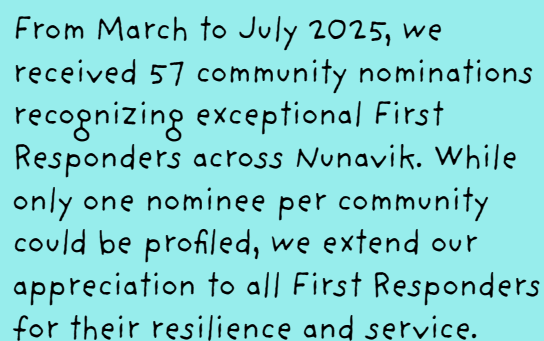 From March to July 2025, we
received 57 community nominations
recognizing exceptional First
Responders across Nunavik. While
only one nominee per community
could be profiled, we extend our
appreciation to all First Responders
for their resilience and service.